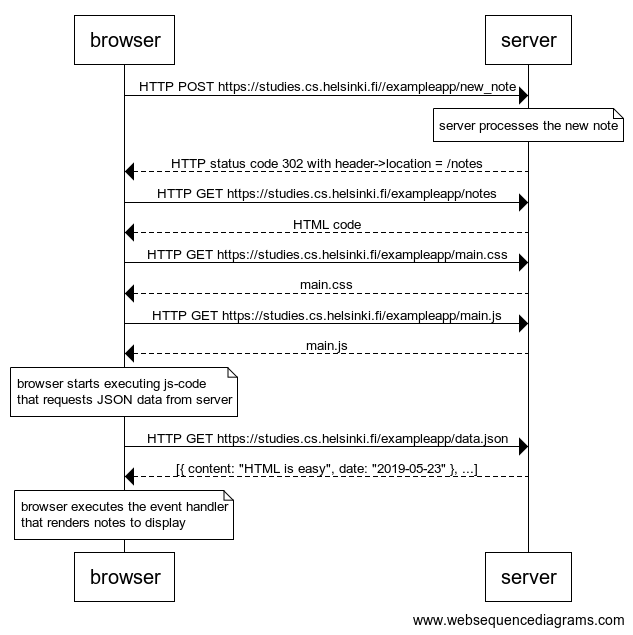 browser
server
HTTP POST https://studies.cs.helsinki.fi//exampleapp/new_note
server processes the new note
HTTP status code 302 with header->location = /notes
HTTP GET https://studies.cs.helsinki.fi/exampleapp/notes
HTML code
HTTP GET https://studies.cs.helsinki.fi/exampleapp/main.css
main.css
HTTP GET https://studies.cs.helsinki.fi/exampleapp/main.js
main.js
browser starts executing js-code
that requests JSON data from server
HTTP GET https://studies.cs.helsinki.fi/exampleapp/data.json
[{ content: "HTML is easy", date: "2019-05-23" }, ...]
browser executes the event handler
that renders notes to display
browser
server
www.websequencediagrams.com